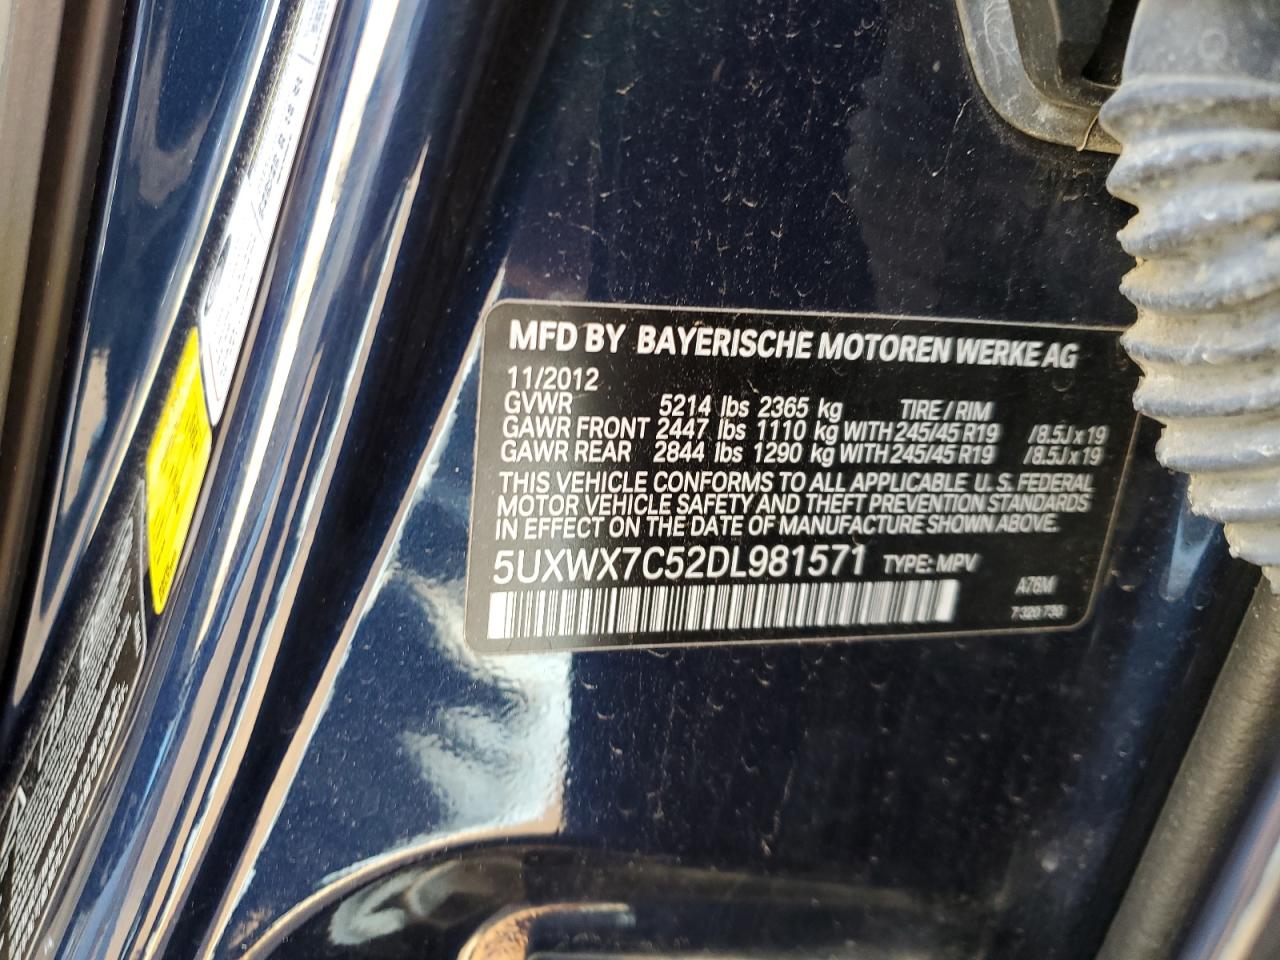 MFD BY BAYERISCHE MOTOREN WERKE AG
11/2012
GVWR 5214 lbs 2365 kg TIRE / RIM
GAWR FRONT 2447 lbs 1110 kg WITH 245/45 R19 /8.5J x 19
GAWR REAR 2844 lbs 1290 kg WITH 245/45 R19 /8.5J x 19
THIS VEHICLE CONFORMS TO ALL APPLICABLE U.S. FEDERAL
MOTOR VEHICLE SAFETY AND THEFT PREVENTION STANDARDS
IN EFFECT ON THE DATE OF MANUFACTURE SHOWN ABOVE.
5UXWX7C52DL981571 TYPE: MPV
A76M
7 320 730